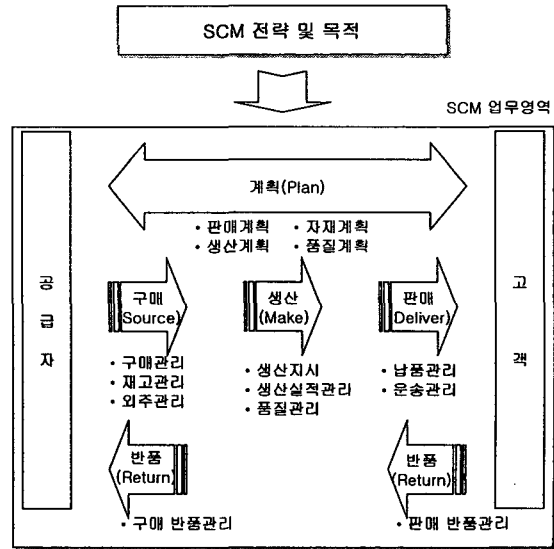 SCM 전략 및 목적
SCM 업무영역
계획(Plan)
• 판매계획 • 자재계획
• 생산계획 • 품질계획
공급자
고객
구매
(Source)
생산
(Make)
판매
(Deliver)
• 구매관리
• 재고관리
• 외주관리
• 생산지시
• 생산실적관리
• 품질관리
• 납품관리
• 운송관리
반품
(Return)
반품
(Return)
• 구매 반품관리
• 판매 반품관리